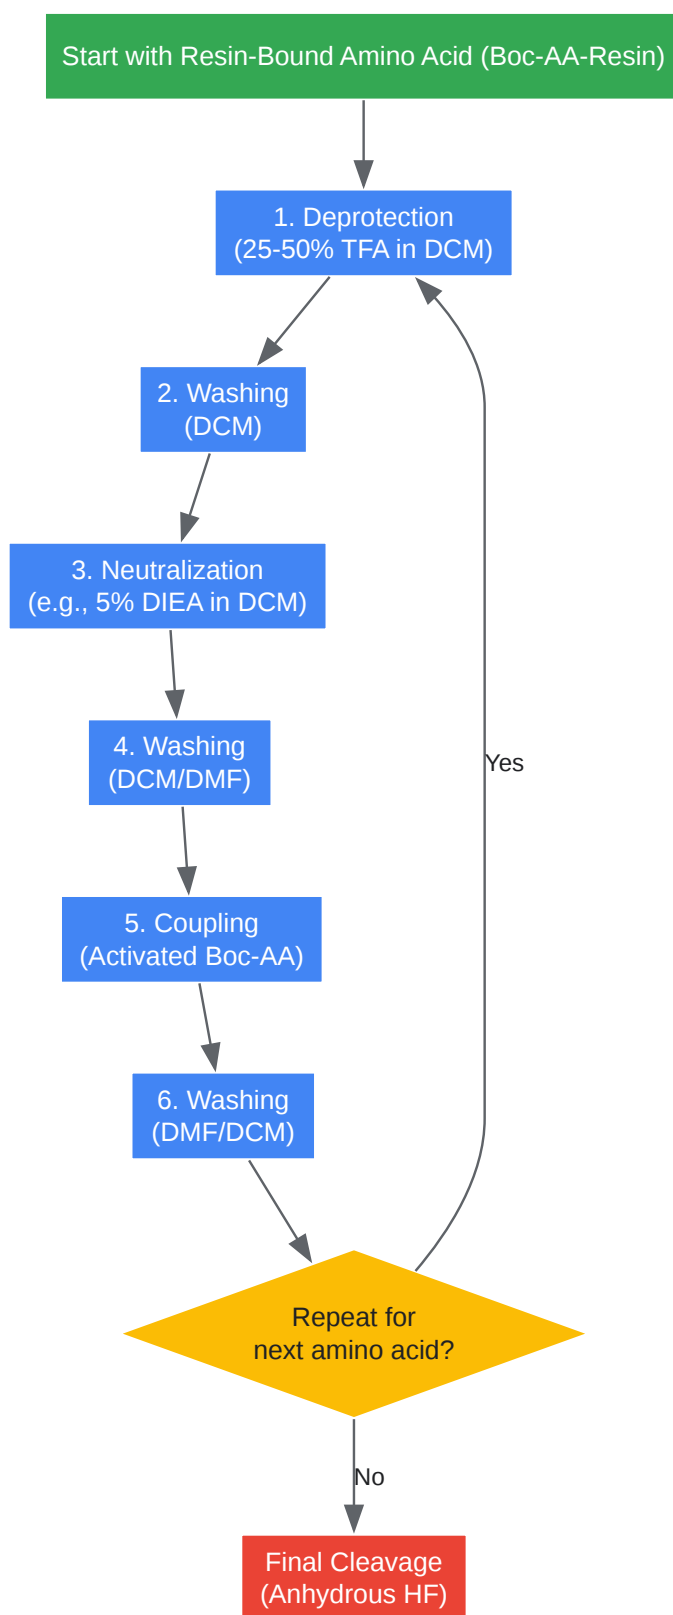 Start with Resin-Bound Amino Acid (Boc-AA-Resin)
1. Deprotection
(25-50% TFA in DCM)
2. Washing
(DCM)
3. Neutralization
(e.g., 5% DIEA in DCM)
4. Washing
(DCM/DMF)
Yes
5. Coupling
(Activated Boc-AA)
6. Washing
(DMF/DCM)
Repeat for
next amino acid?
No
Final Cleavage
(Anhydrous HF)